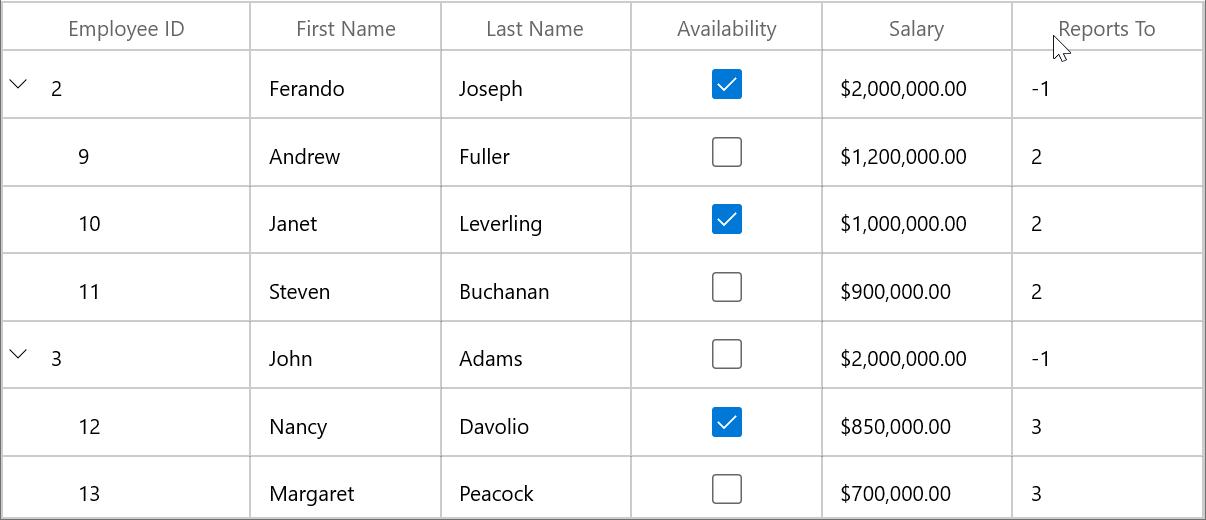 Employee ID First Name Last Name Availability Salary Reports To
2 Ferando Joseph $2,000,000.00 -1
9 Andrew Fuller $1,200,000.00 2
10 Janet Leverling $1,000,000.00 2
11 Steven Buchanan $900,000.00 2
3 John Adams $2,000,000.00 -1
12 Nancy Davolio $850,000.00 3
13 Margaret Peacock $700,000.00 3